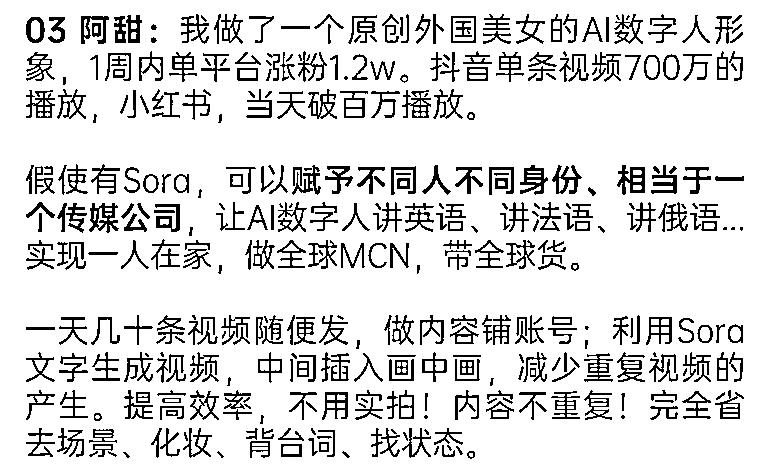 03 阿甜：我做了一个原创外国美女的AI数字人形
象，1周内单平台涨粉1.2w。抖音单条视频700万的
播放，小红书，当天破百万播放。
假使有Sora，可以赋予不同人不同身份、相当于一
个传媒公司，让AI数字人讲英语、讲法语、讲俄语...
实现一人在家，做全球MCN，带全球货。
一天几十条视频随便发，做内容铺账号；利用Sora
文字生成视频，中间插入画中画，减少重复视频的
产生。提高效率，不用实拍！内容不重复！完全省
去场景、化妆、背台词、找状态。